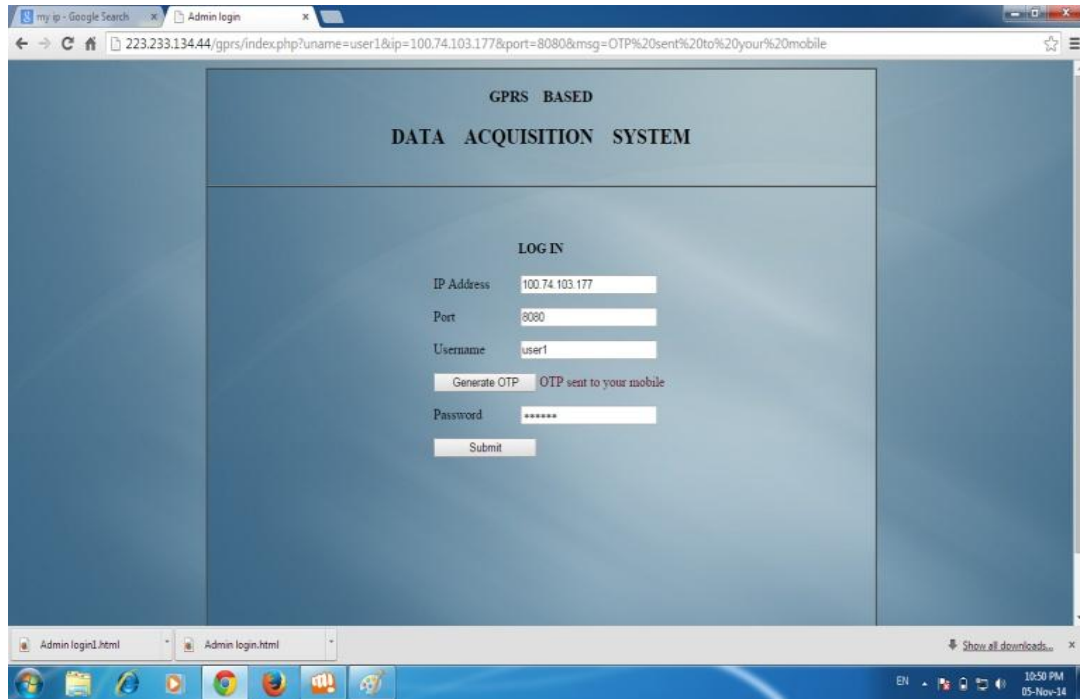 my ip - Google Search
Admin login
223.233.134.44/gprs/index.php?uname=user1&ip=100.74.103.177&port=8080&msg=OTP%20sent%20to%20your%20mobile
GPRS BASED
DATA ACQUISITION SYSTEM
LOG IN
IP Address 100.74.103.177
Port 8080
Username user1
Generate OTP OTP sent to your mobile
Password ******
Submit
Admin login1.html
Admin login.html
Show all downloads...
EN
10:50 PM
05-Nov-14